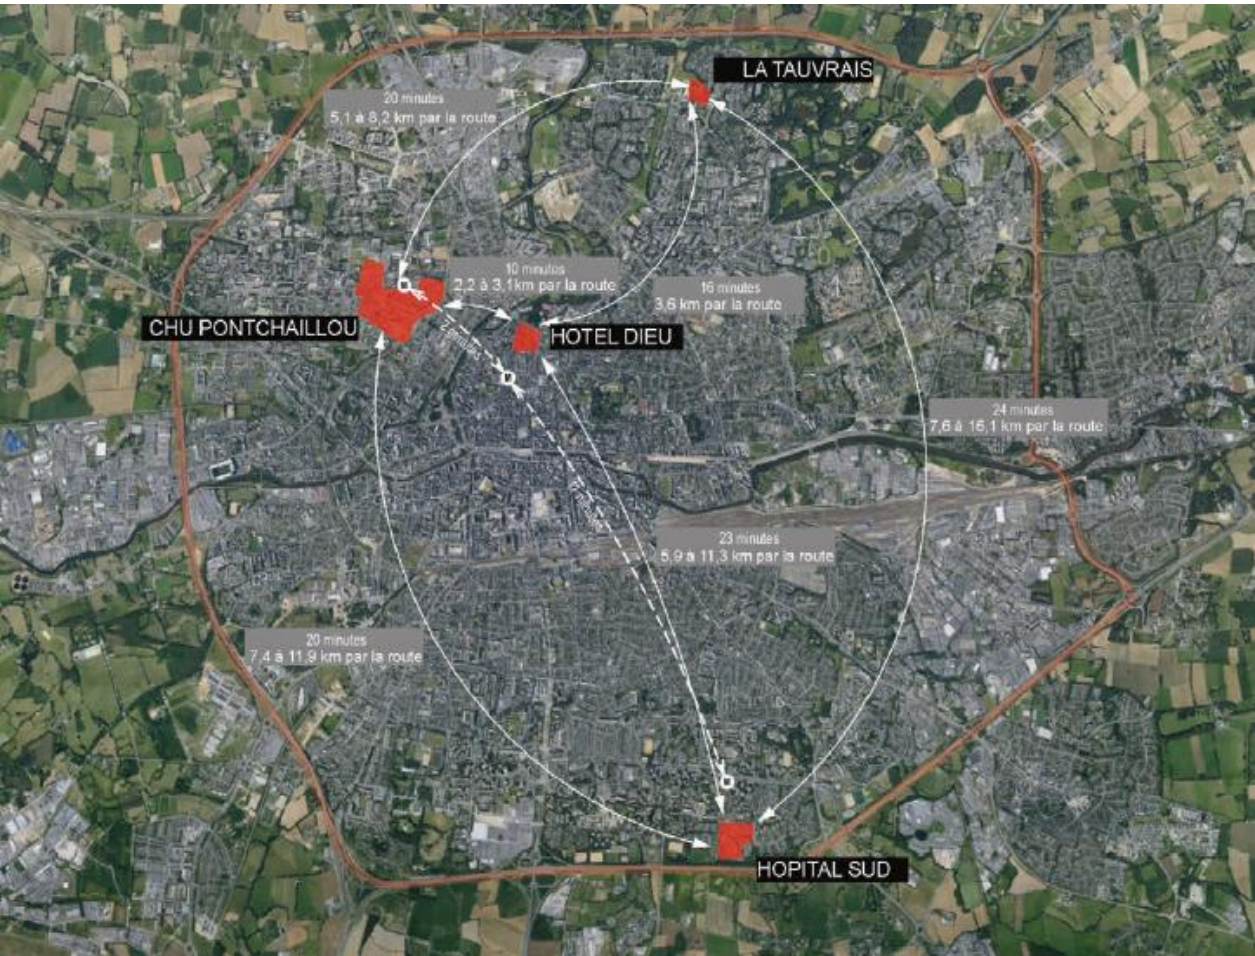 LA TAUVRAIS
20 minutes
5,1 à 8,2 km par la route
10 minutes
2,2 à 3,1km par la route
16 minutes
3,6 km par la route
CHU PONTCHAILLOU
HOTEL DIEU
24 minutes
7,6 à 15,1 km par la route
23 minutes
5,9 à 11,3 km par la route
20 minutes
7,4 à 11,9 km par la route
HOPITAL SUD